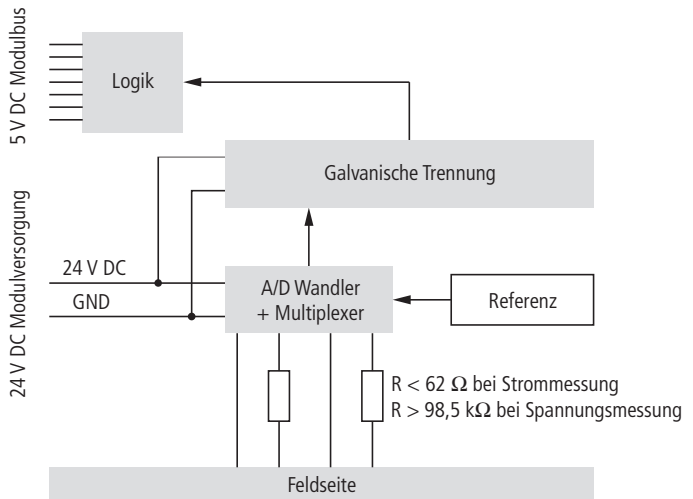 5 V DC Modulbus
Logik
Galvanische Trennung
24 V DC Modulversorgung
24 V DC
GND
A/D Wandler
+ Multiplexer
Referenz
R < 62 Ω bei Strommessung
R > 98,5 kΩ bei Spannungsmessung
Feldseite